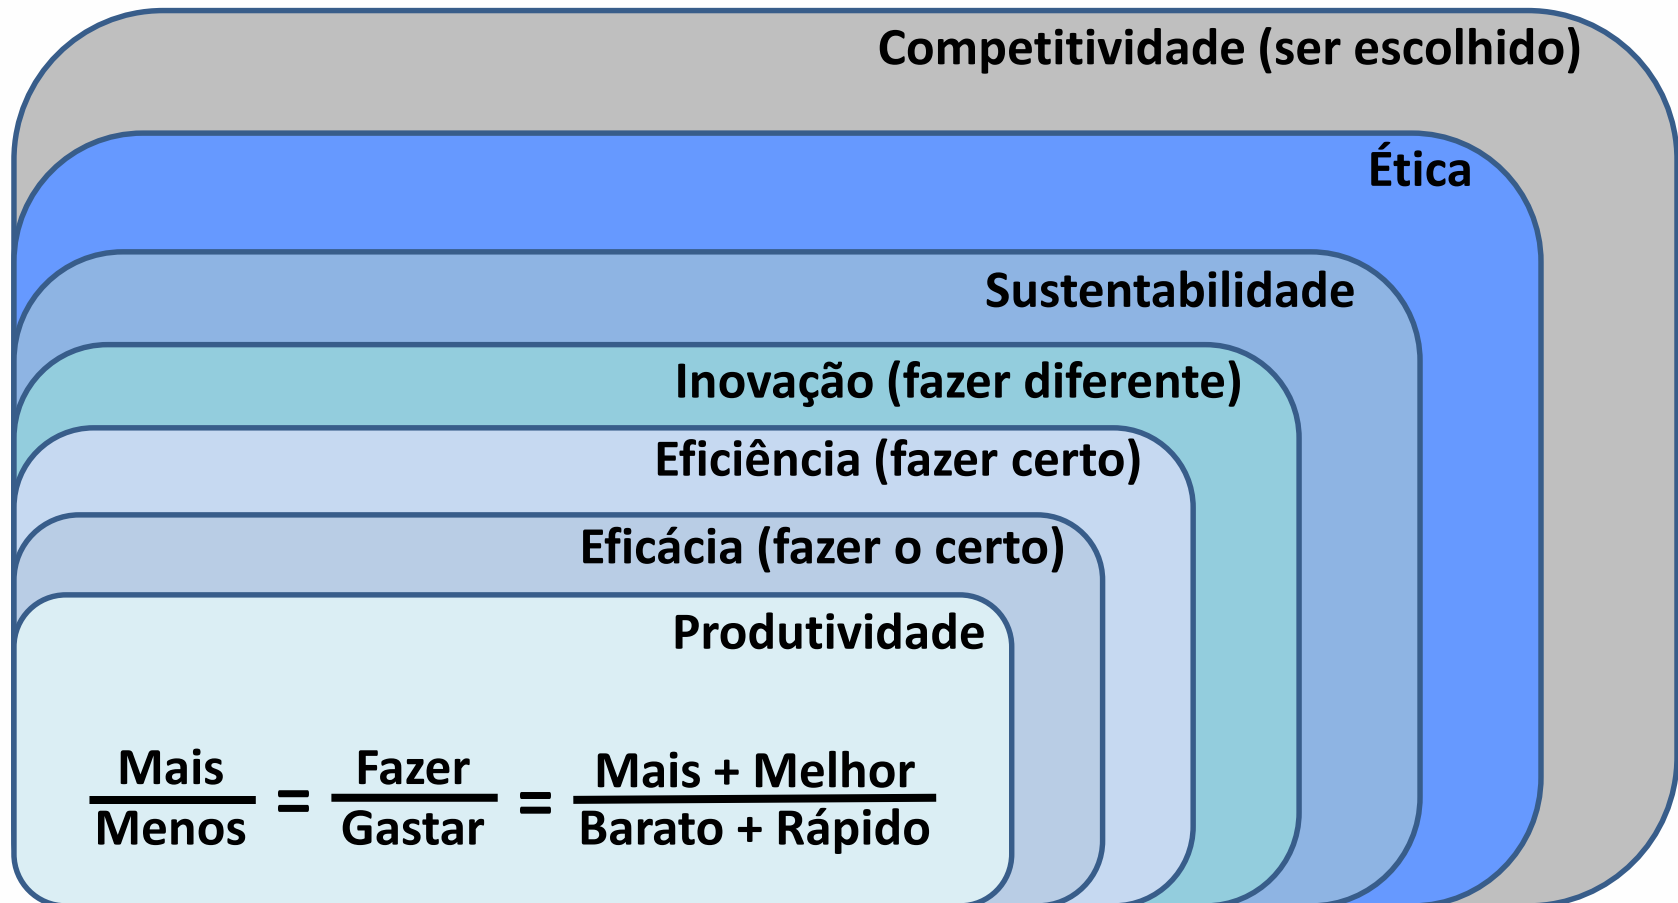 Competitividade (ser escolhido)
Ética
Sustentabilidade
Inovação (fazer diferente)
Eficiência (fazer certo)
Eficácia (fazer o certo)
Produtividade
Mais = Fazer = Mais + Melhor
Menos Gastar Barato + Rápido